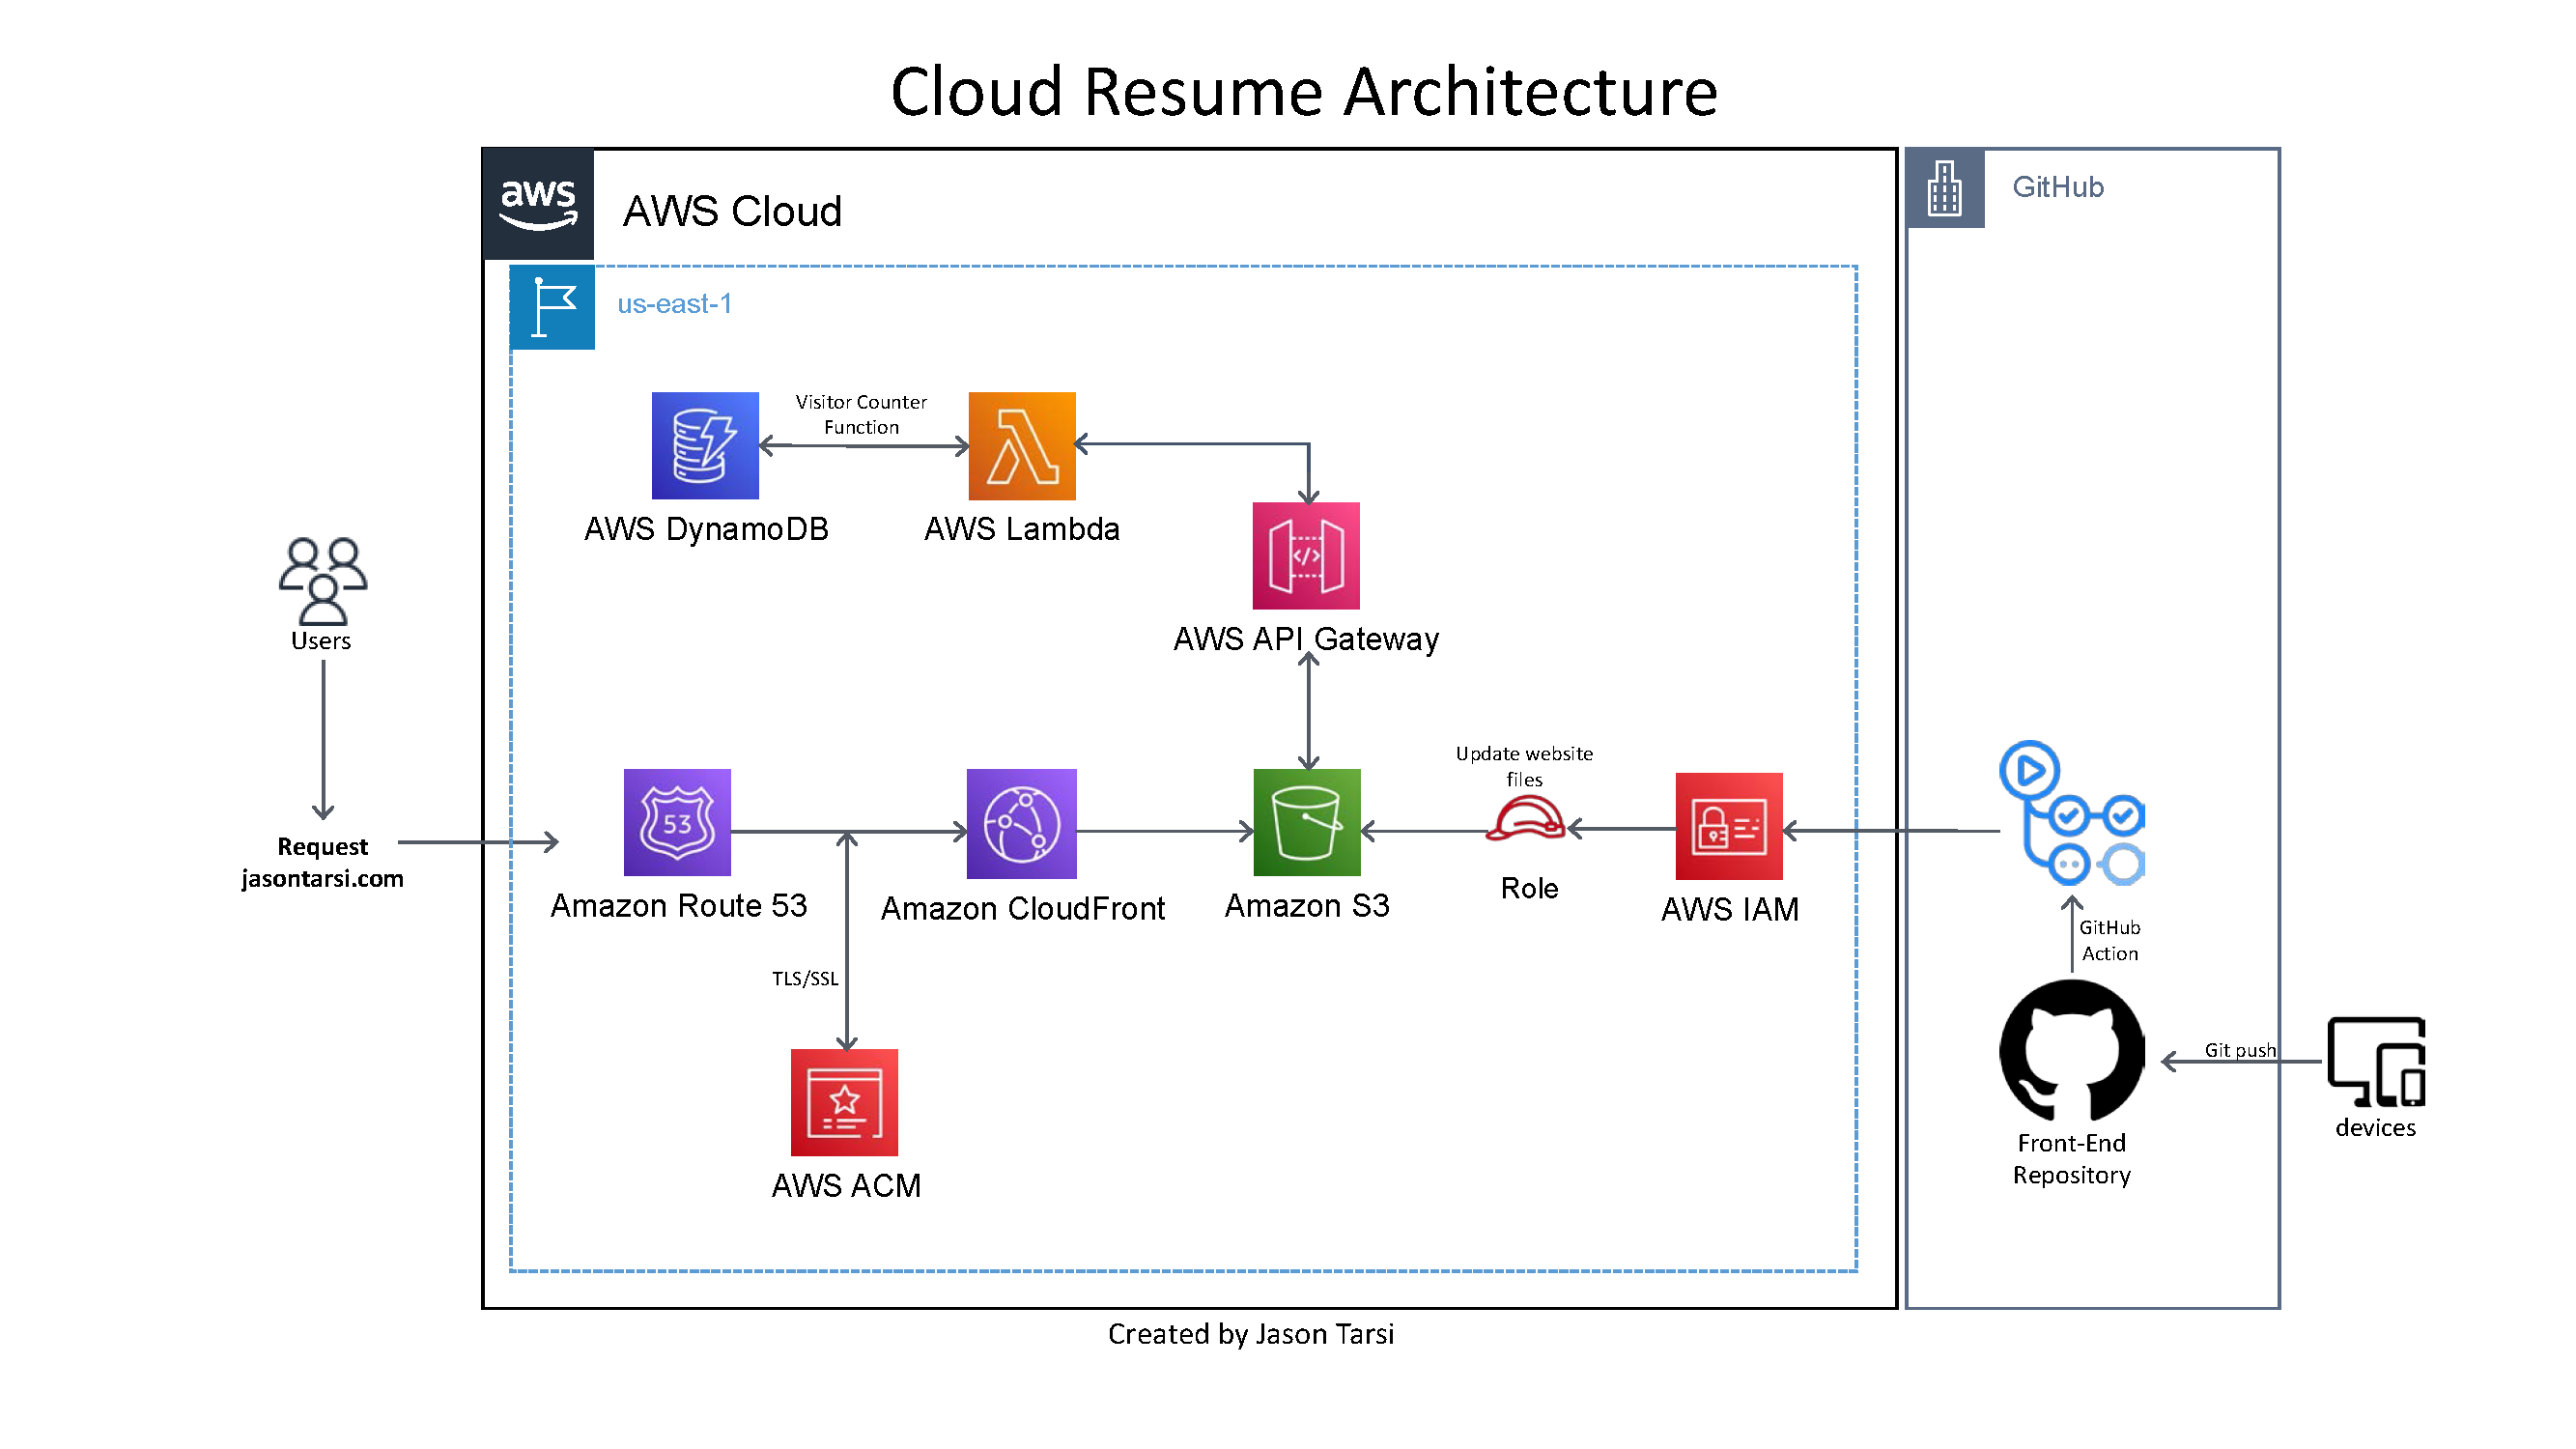 Cloud Resume Architecture
aws
AWS Cloud
GitHub
us-east-1
Visitor Counter
Function
AWS DynamoDB
AWS Lambda
</>
AWS API Gateway
Users
Request
jasontarsi.com
53
Amazon Route 53
Amazon CloudFront
Amazon S3
Update website
files
Role
AWS IAM
TLS/SSL
AWS ACM
GitHub
Action
Git push
Front-End
Repository
devices
Created by Jason Tarsi